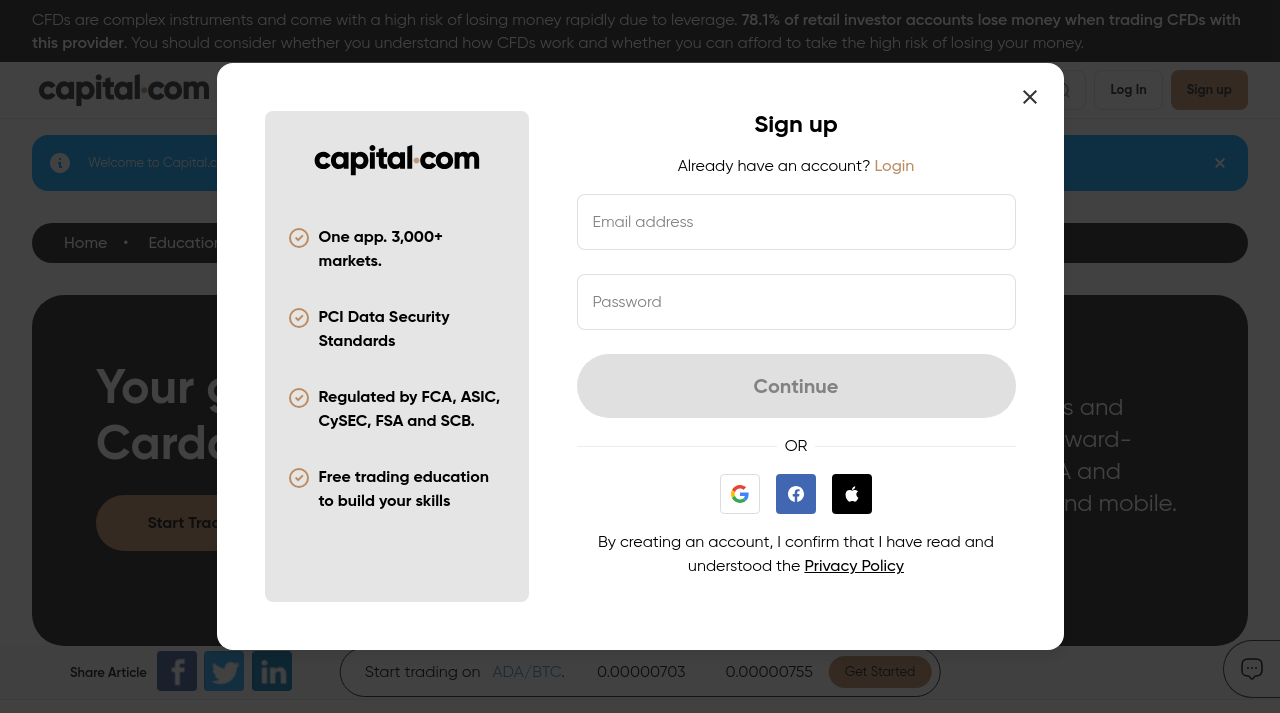 CFDs are complex instruments and come with a high risk of losing money rapidly due to leverage. 78.1% of retail investor accounts lose money when trading CFDs with
this provider. You should consider whether you understand how CFDs work and whether you can afford to take the high risk of losing your money.
capital.com
Log In
Sign up
Welcome to Capital.c
Home • Education
Your g
Carda
Start Trad
s and
ward-
A and
nd mobile.
capital.com
One app. 3,000+
markets.
PCI Data Security
Standards
Regulated by FCA, ASIC,
CySEC, FSA and SCB.
Free trading education
to build your skills
Sign up
Already have an account? Login
Email address
Password
Continue
OR
By creating an account, I confirm that I have read and
understood the Privacy Policy
Share Article
Start trading on ADA/BTC. 0.00000703 0.00000755 Get Started